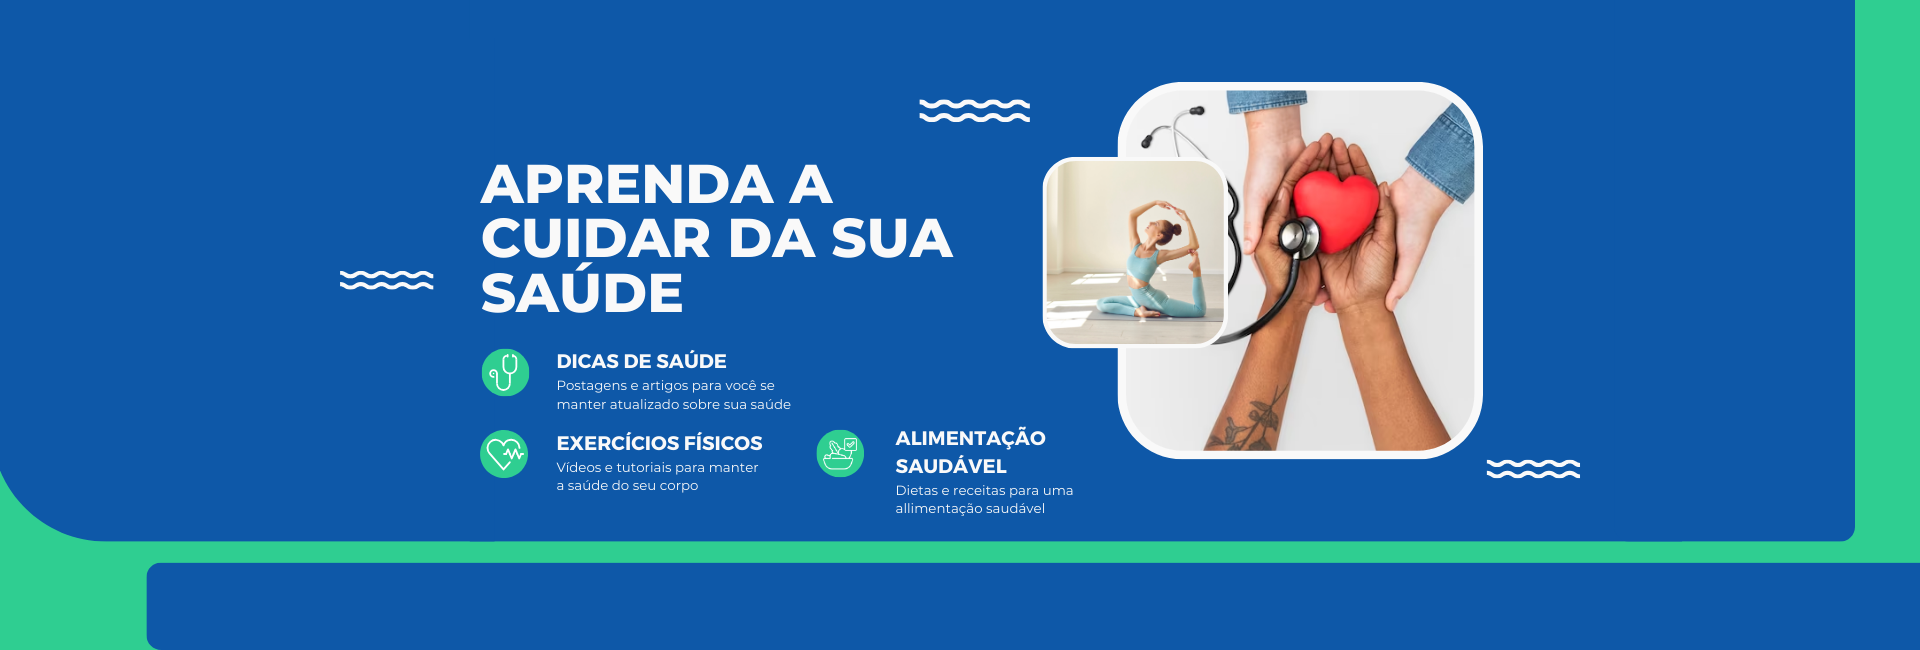 APRENDA A
CUIDAR DA SUA
SAÚDE
DICAS DE SAÚDE
Postagens e artigos para você se
manter atualizado sobre sua saúde
EXERCÍCIOS FÍSICOS
Vídeos e tutoriais para manter
a saúde do seu corpo
ALIMENTAÇÃO
SAUDÁVEL
Dietas e receitas para uma
allimentação saudável